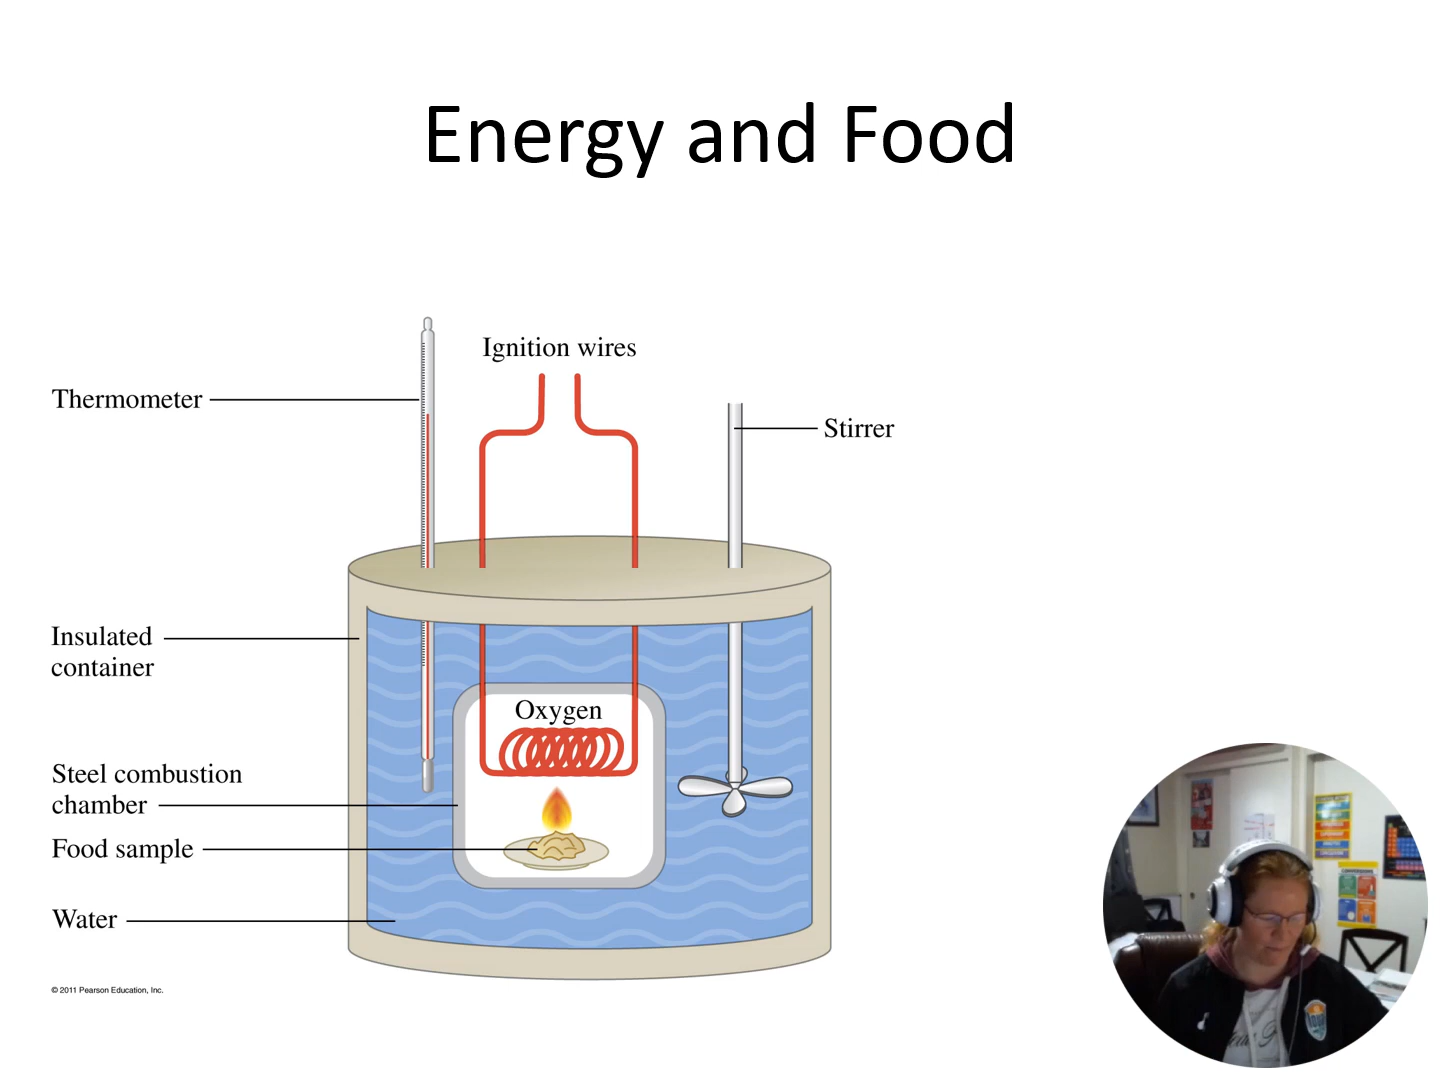 Energy and Food
Ignition wires
Thermometer
Stirrer
Insulated
container
Oxygen
Steel combustion
chamber
Food sample
Water
© 2011 Pearson Education, Inc.